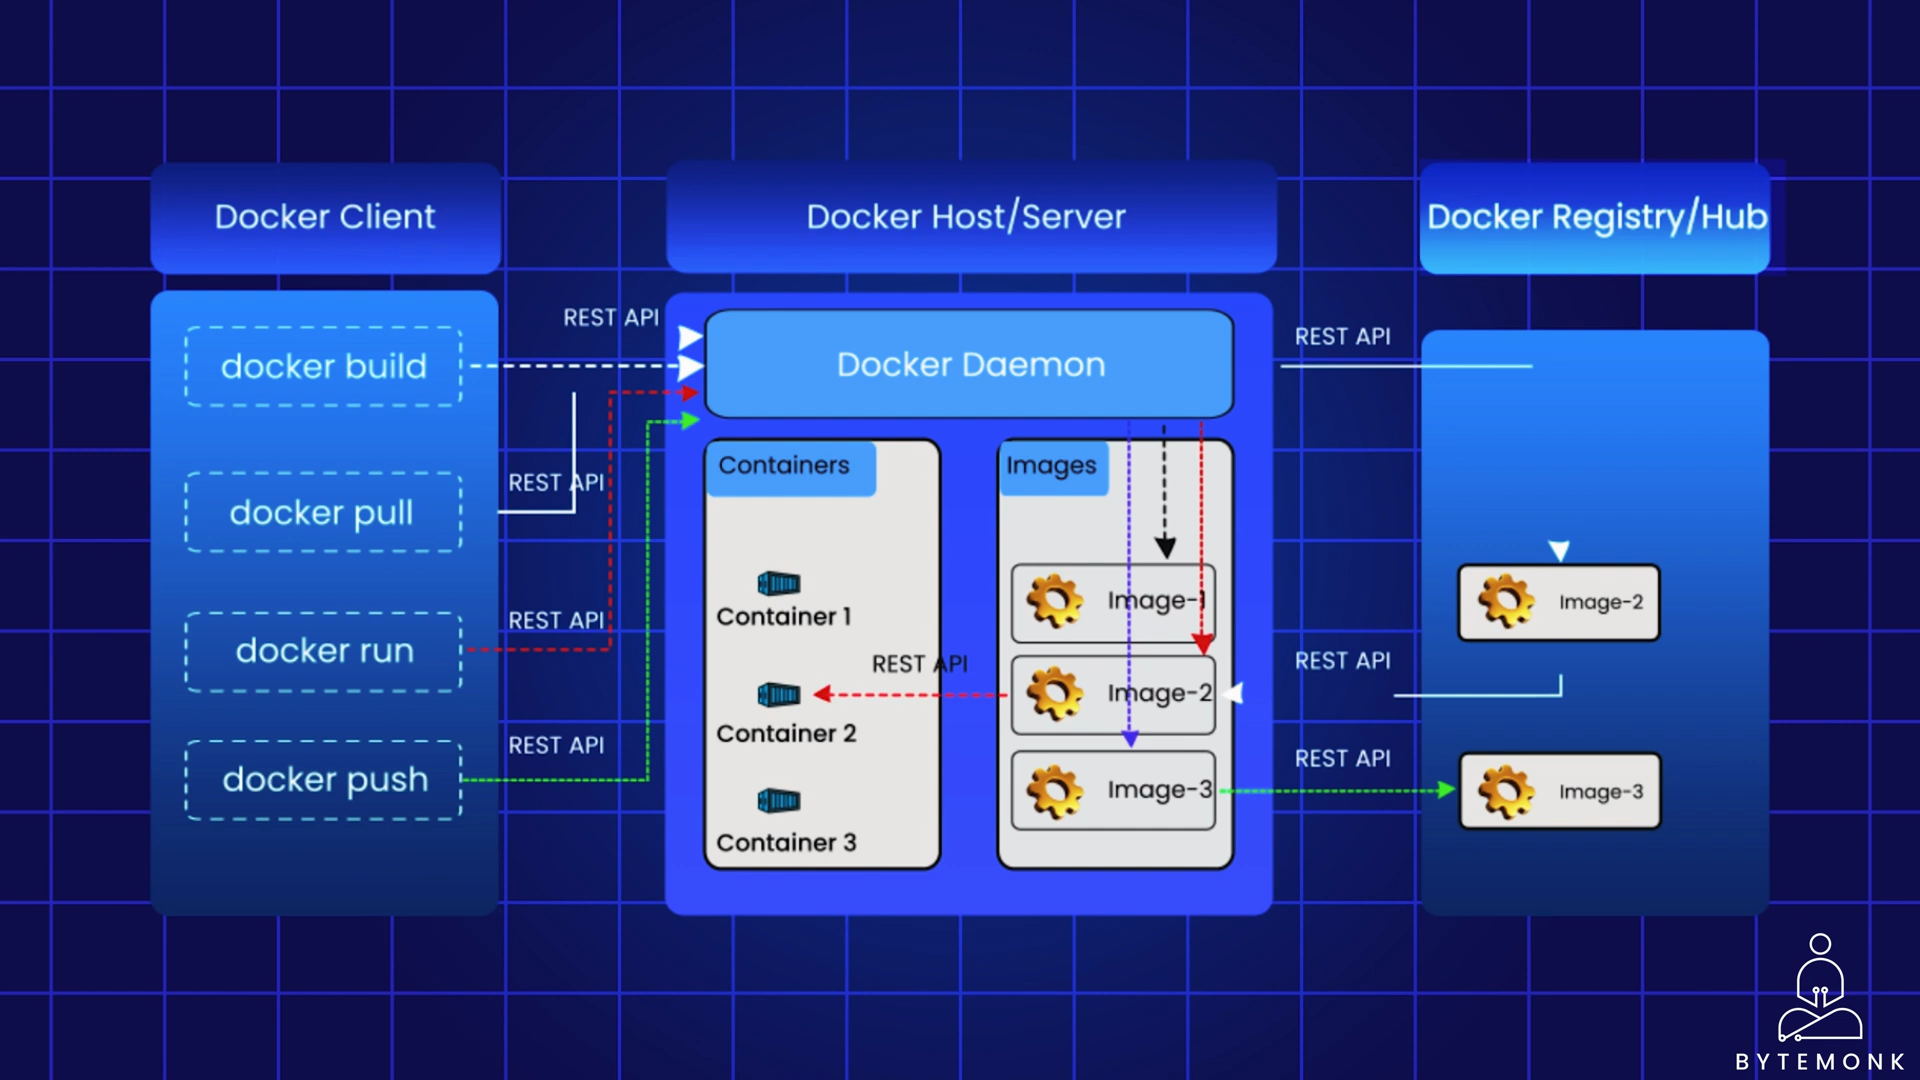 Docker Client
docker build
docker pull
docker run
docker push
REST API
REST API
REST API
REST API
Docker Host/Server
Docker Daemon
Containers
Container 1
Container 2
Container 3
REST API
Images
Image-1
Image-2
Image-3
REST API
REST API
REST API
Docker Registry/Hub
Image-2
Image-3
BYTEMONK